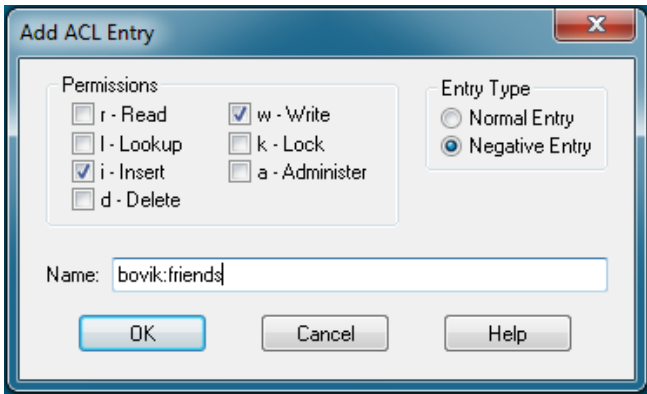 Add ACL Entry
Permissions
r - Read
w - Write
l - Lookup
k - Lock
i - Insert
a - Administer
d - Delete
Entry Type
Normal Entry
Negative Entry
Name: bovik:friends
OK
Cancel
Help